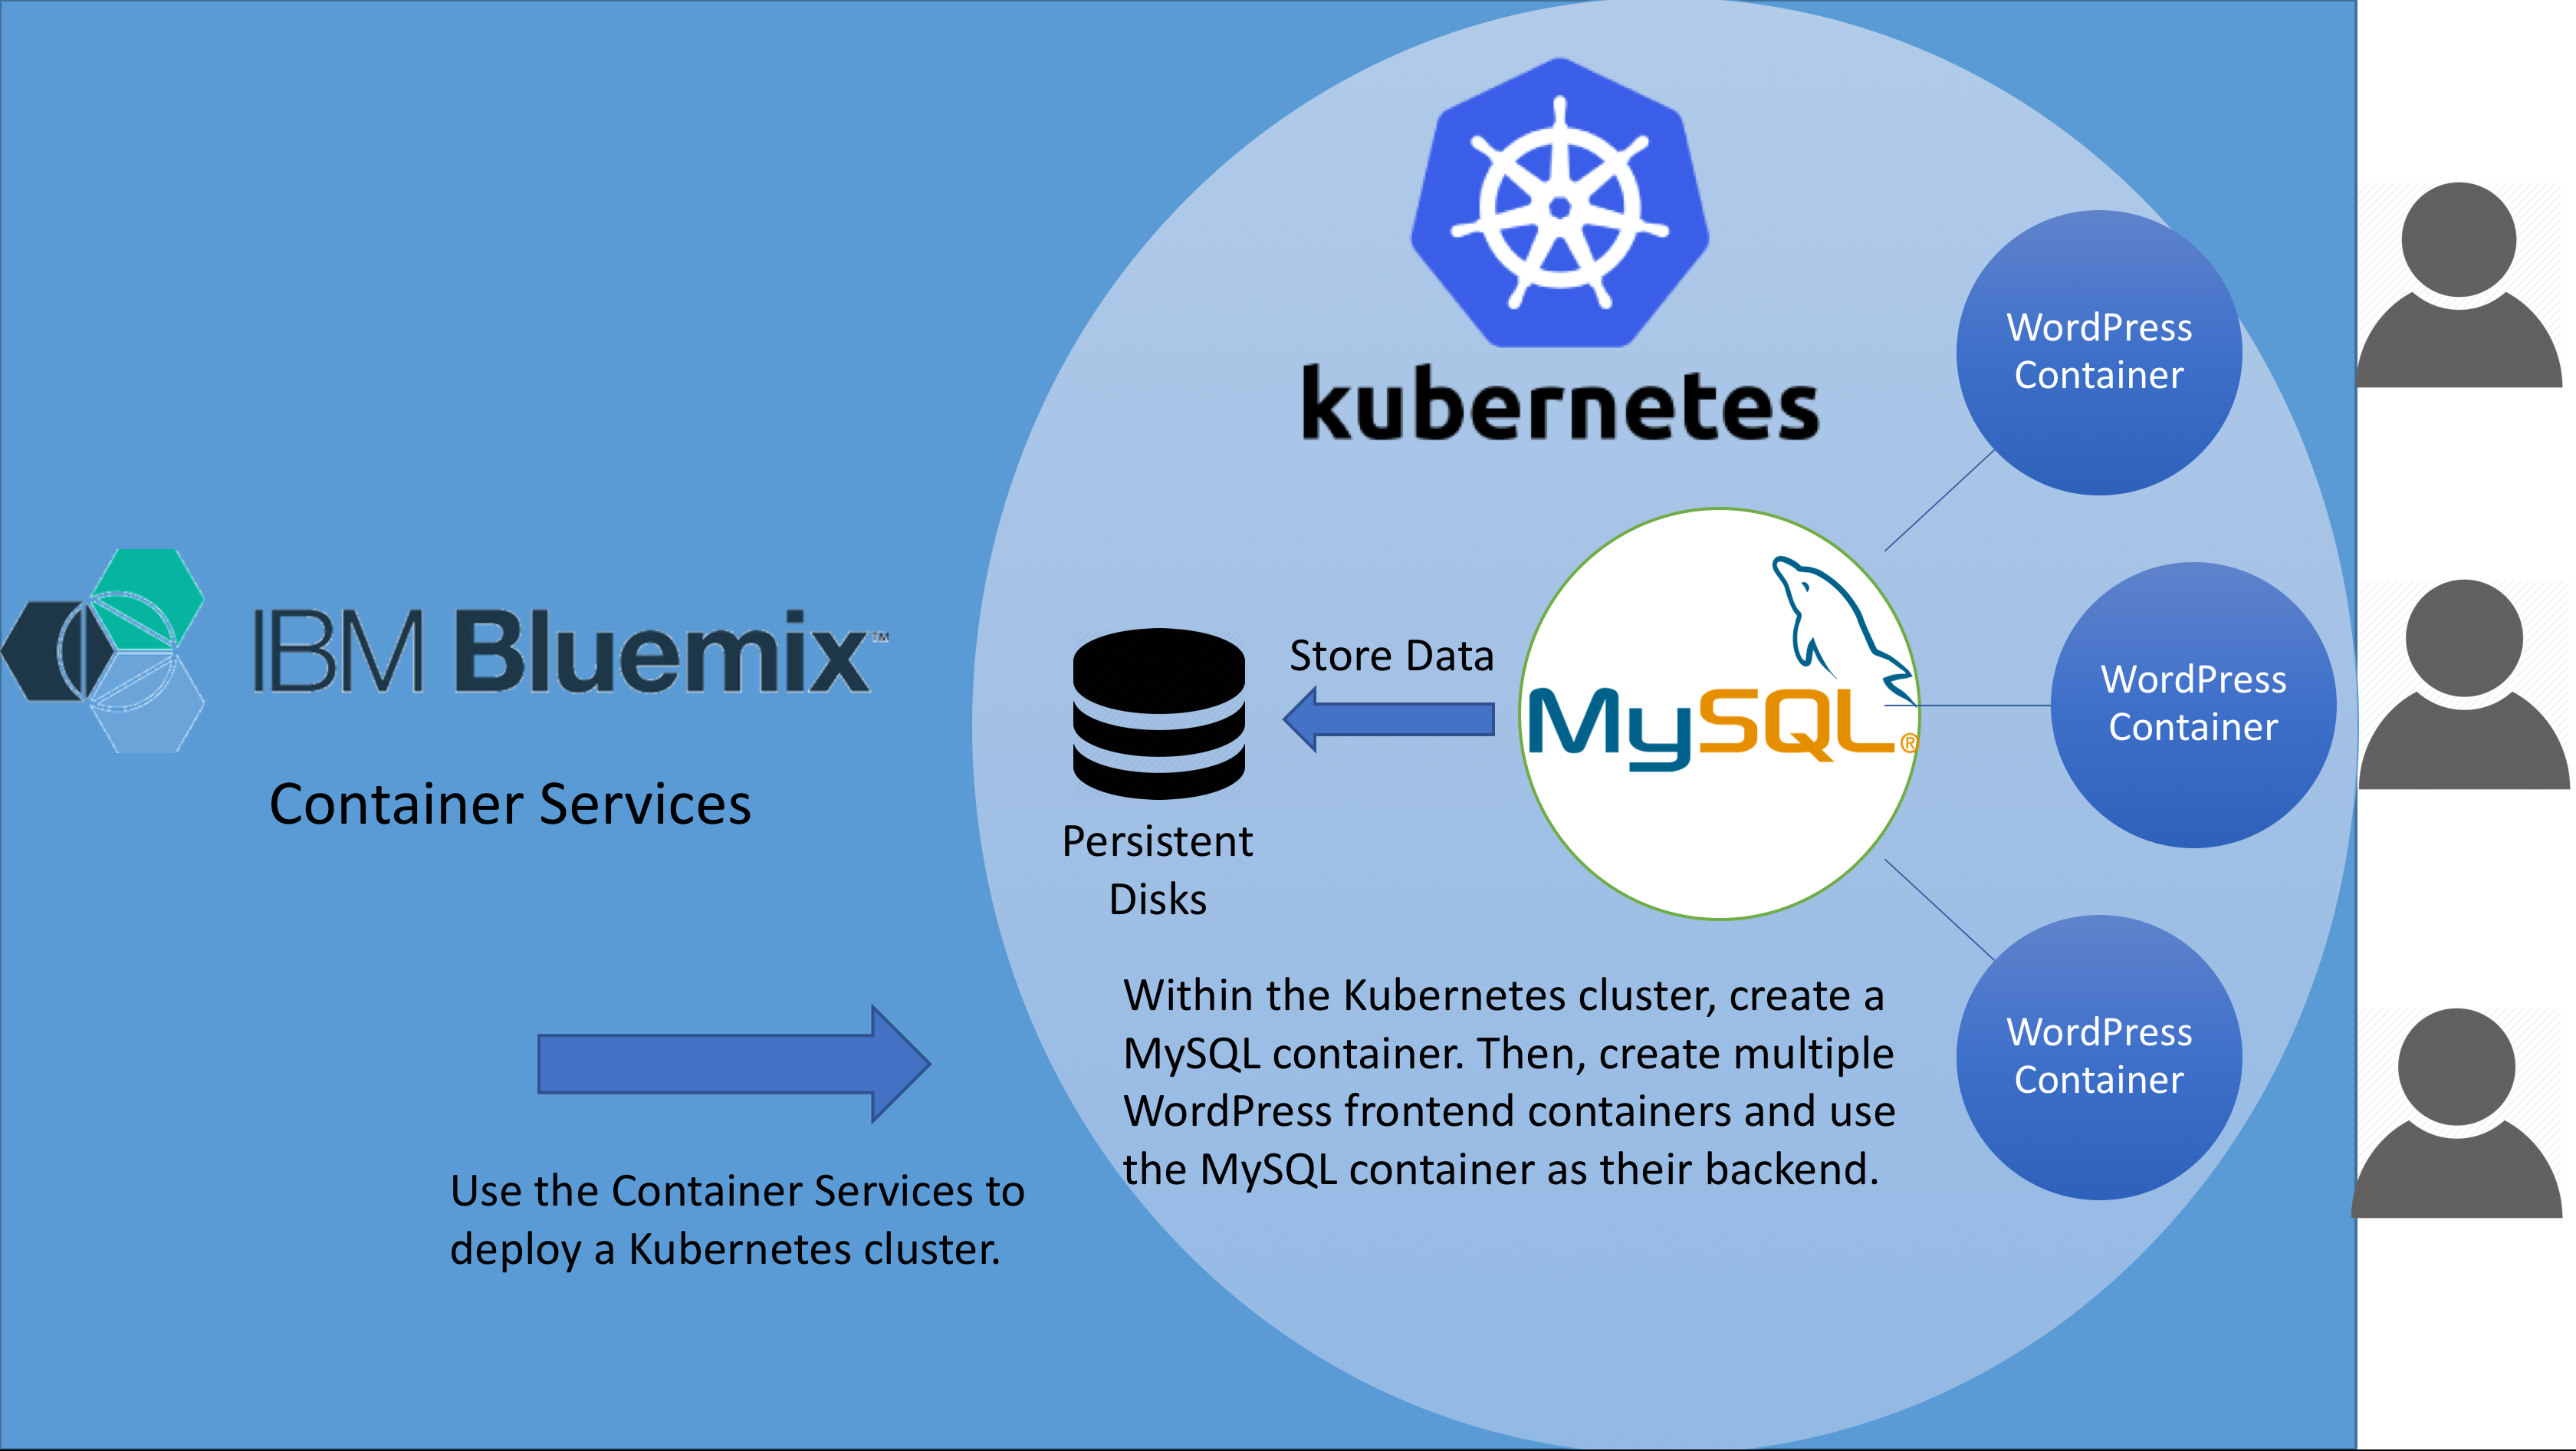 kubernetes
WordPress
Container
IBM Bluemix™
Container Services
Store Data
MySQL®
Persistent
Disks
WordPress
Container
Within the Kubernetes cluster, create a
MySQL container. Then, create multiple
WordPress frontend containers and use
the MySQL container as their backend.
WordPress
Container
Use the Container Services to
deploy a Kubernetes cluster.